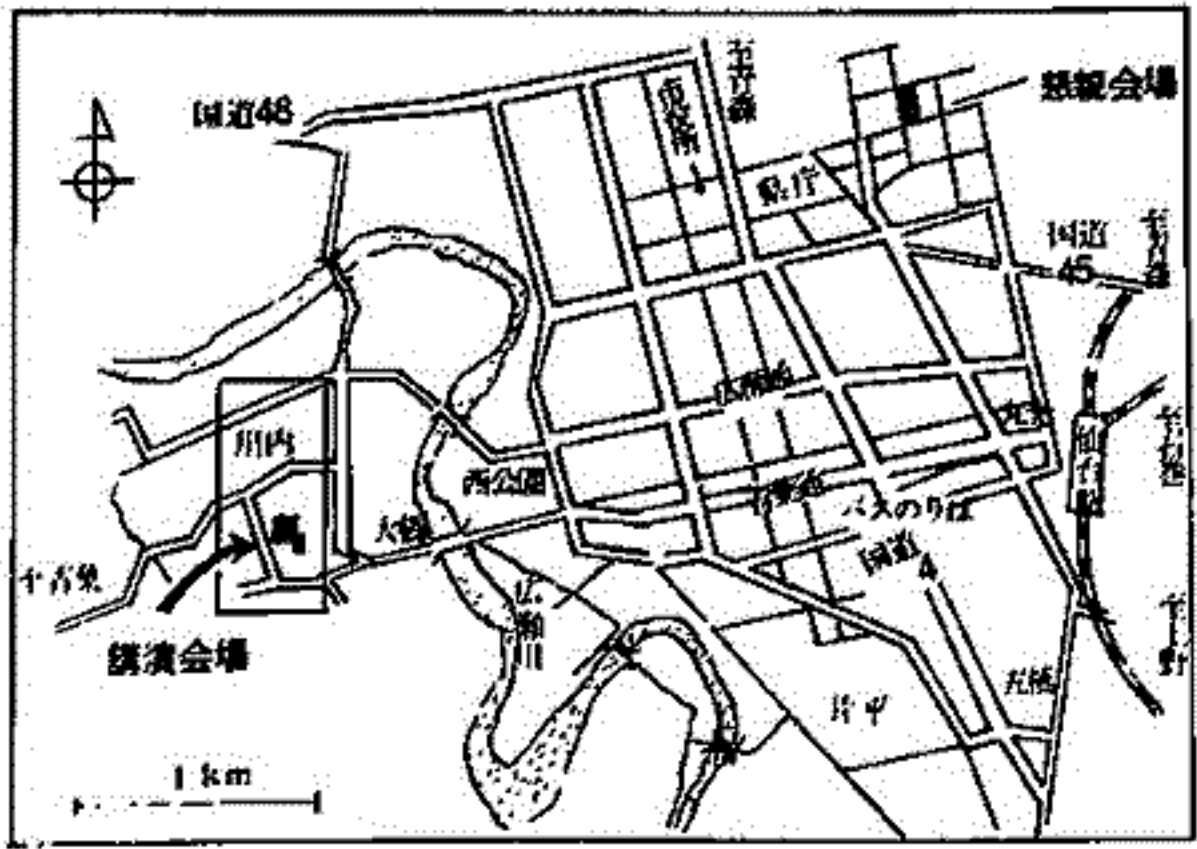 国道48
至青森
市役所
懇親会場
県庁
国道
45
広瀬通
川内
西公園
青葉通
バスのりば
仙台駅
大橋
国道
4
広瀬川
講演会場
片平
1 km